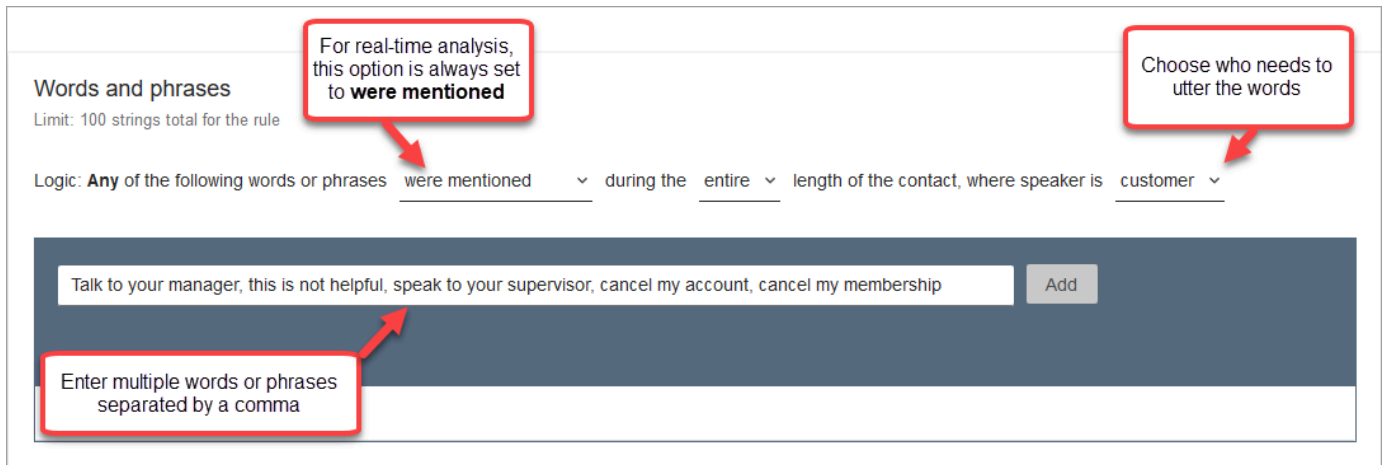 For real-time analysis,
this option is always set
to were mentioned
Choose who needs to
utter the words
Words and phrases
Limit: 100 strings total for the rule
Logic: Any of the following words or phrases were mentioned during the entire length of the contact, where speaker is customer
Talk to your manager, this is not helpful, speak to your supervisor, cancel my account, cancel my membership Add
Enter multiple words or phrases
separated by a comma